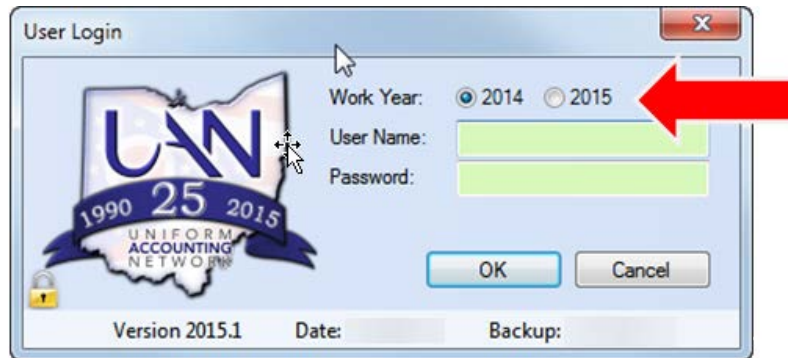 User Login
Work Year: 2014 2015
User Name:
Password:
UAN
1990 25 2015
UNIFORM
ACCOUNTING
NETWORK
OK Cancel
Version 2015.1 Date: Backup: